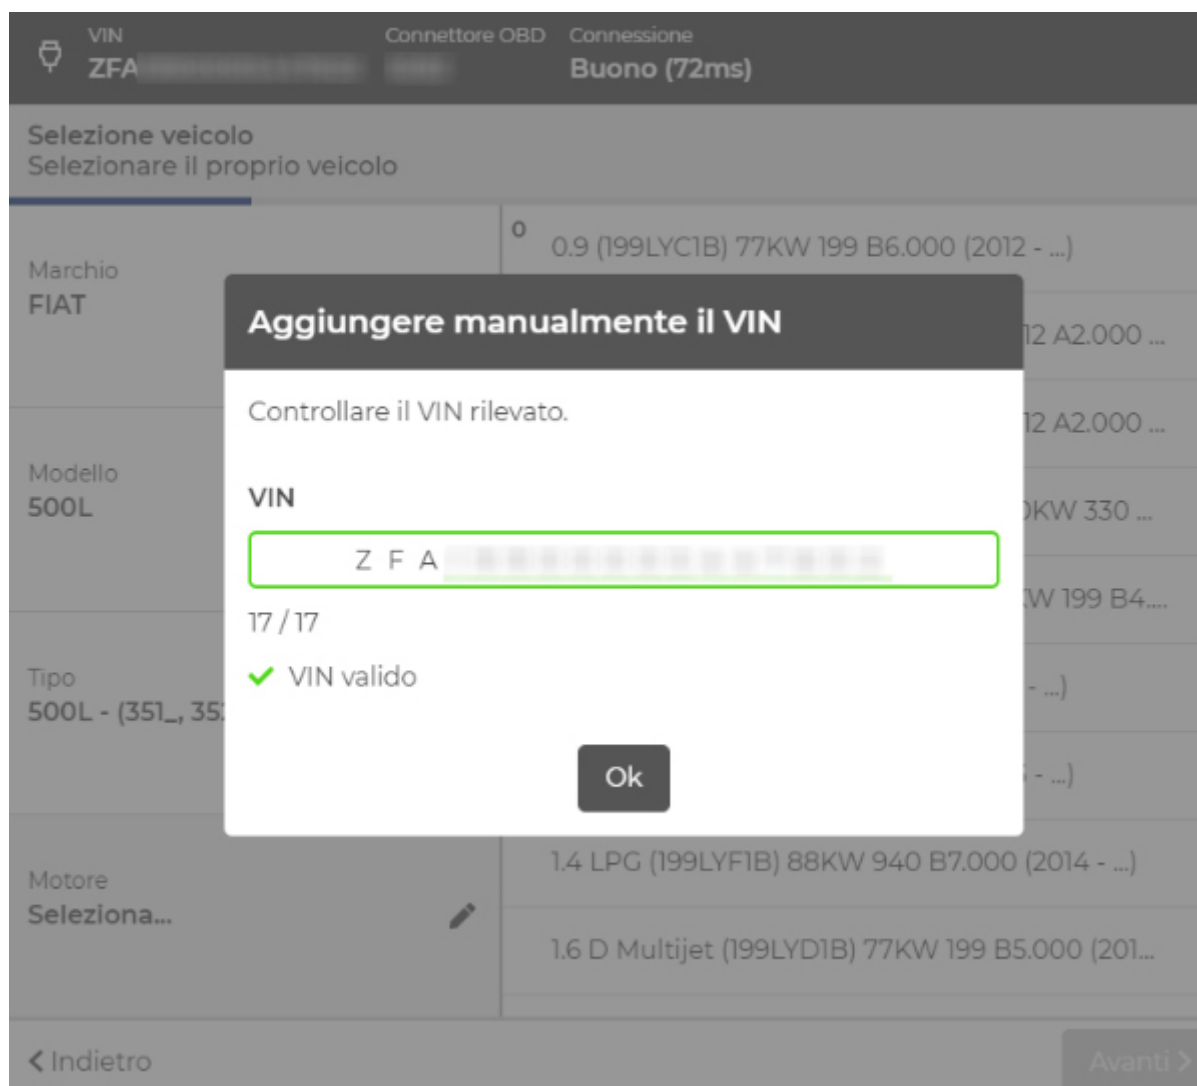 VIN
Connettore OBD
Connessione
ZFA
Buono (72ms)
Selezione veicolo
Selezionare il proprio veicolo
Marchio
FIAT
Modello
500L
Tipo
500L - (351_, 35
Motore
Seleziona...
0
0.9 (199LYC1B) 77KW 199 B6.000 (2012 - ...)
12 A2.000 ...
12 A2.000 ...
KW 330 ...
W 199 B4....
- ...)
- ...)
1.4 LPG (199LYF1B) 88KW 940 B7.000 (2014 - ...)
1.6 D Multijet (199LYD1B) 77KW 199 B5.000 (201...
Aggiungere manualmente il VIN
Controllare il VIN rilevato.
VIN
Z F A
17 / 17
VIN valido
Ok
Indietro
Avanti